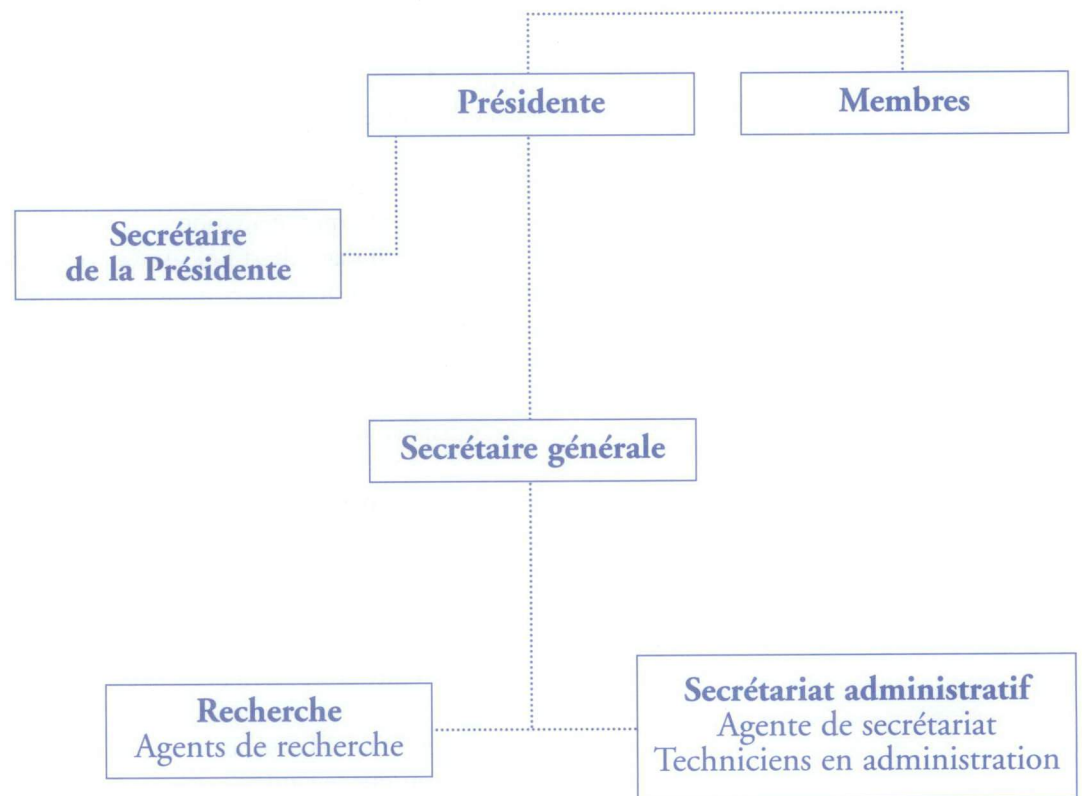 Présidente
Membres
Secrétaire
de la Présidente
Secrétaire générale
Recherche
Agents de recherche
Secrétariat administratif
Agente de secrétariat
Techniciens en administration